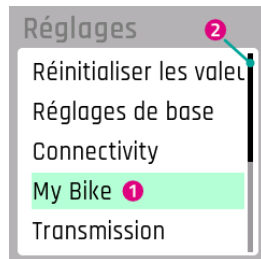 Réglages
2
Réinitialiser les valeu
Réglages de base
Connectivity
My Bike 1
Transmission